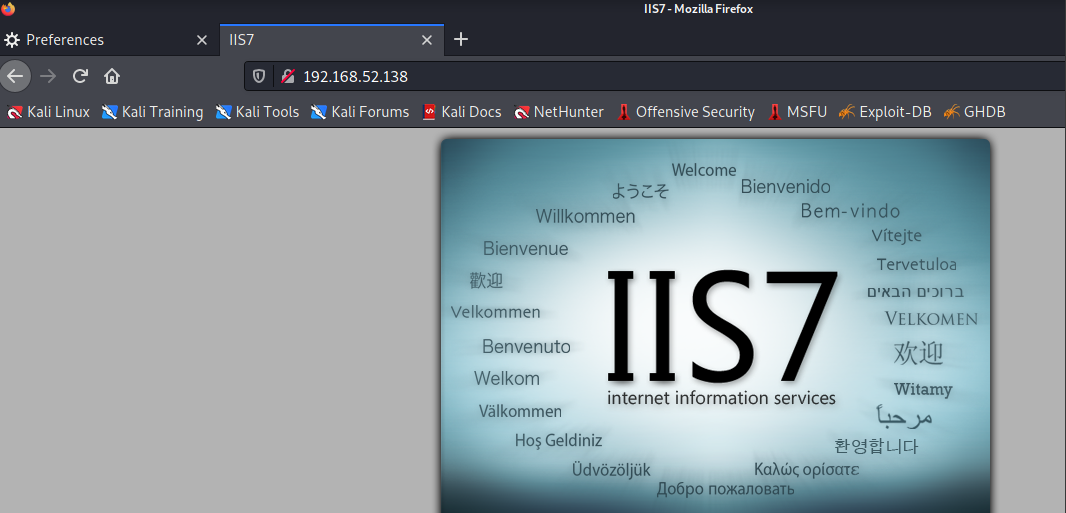 IIS7 - Mozilla Firefox
Preferences
IIS7
192.168.52.138
Kali Linux Kali Training Kali Tools Kali Forums Kali Docs NetHunter Offensive Security MSFU Exploit-DB GHDB
Welcome
ようこそ
Bienvenido
Willkommen
Bem-vindo
Bienvenue
Vítejte
歡迎
Tervetuloa
ברוכים הבאים
Velkommen
VELKOMEN
IIS7
internet information services
Benvenuto
欢迎
Welkom
Witamy
Välkommen
مرحباً
Hoş Geldiniz
환영합니다
Üdvözöljük
Καλώς ορίσατε
Добро пожаловать